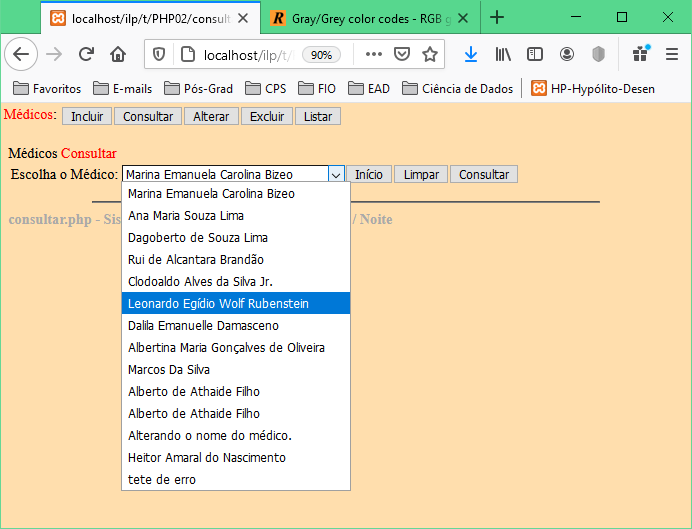 localhost/ilp/t/PHP02/consult
Gray/Grey color codes - RGB g
localhost/ilp/t/ 90%
Favoritos E-mails Pós-Grad CPS FIO EAD Ciência de Dados HP-Hypólito-Desen
Médicos: Incluir Consultar Alterar Excluir Listar
Médicos Consultar
Escolha o Médico: Marina Emanuela Carolina Bizeo Início Limpar Consultar
Marina Emanuela Carolina Bizeo
Ana Maria Souza Lima
consultar.php - Sis / Noite
Dagoberto de Souza Lima
Rui de Alcantara Brandão
Clodoaldo Alves da Silva Jr.
Leonardo Egídio Wolf Rubenstein
Dalila Emanuelle Damasceno
Albertina Maria Gonçalves de Oliveira
Marcos Da Silva
Alberto de Athaide Filho
Alberto de Athaide Filho
Alterando o nome do médico.
Heitor Amaral do Nascimento
tete de erro